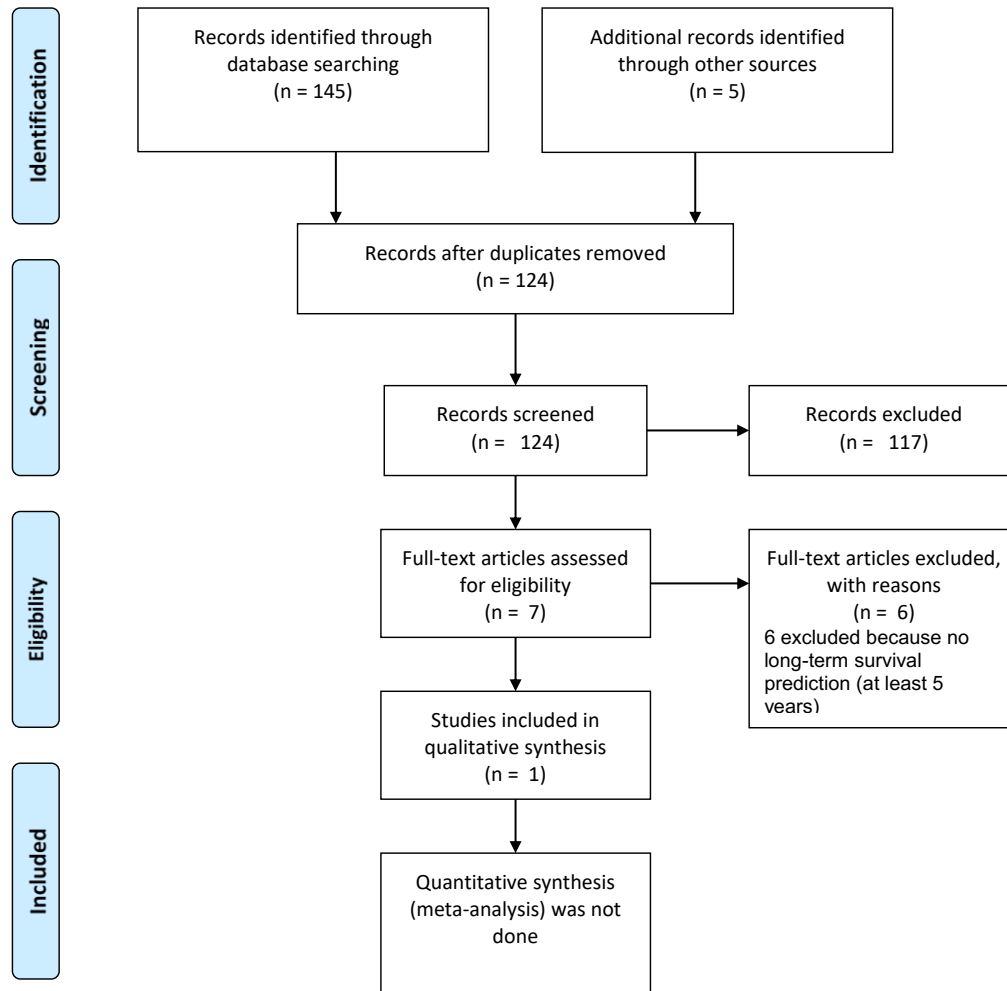 Identification
Records identified through
database searching
(n = 145)
Additional records identified
through other sources
(n = 5)
Records after duplicates removed
(n = 124)
Screening
Records screened
(n =   124)
Records excluded
(n =   117)
Eligibility
Full-text articles assessed
for eligibility
(n =  7)
Full-text articles excluded,
with reasons
(n =  6)
6 excluded because no
long-term survival
prediction (at least 5
years)
Studies included in
qualitative synthesis
(n =  1)
Included
Quantitative synthesis
(meta-analysis) was not
done